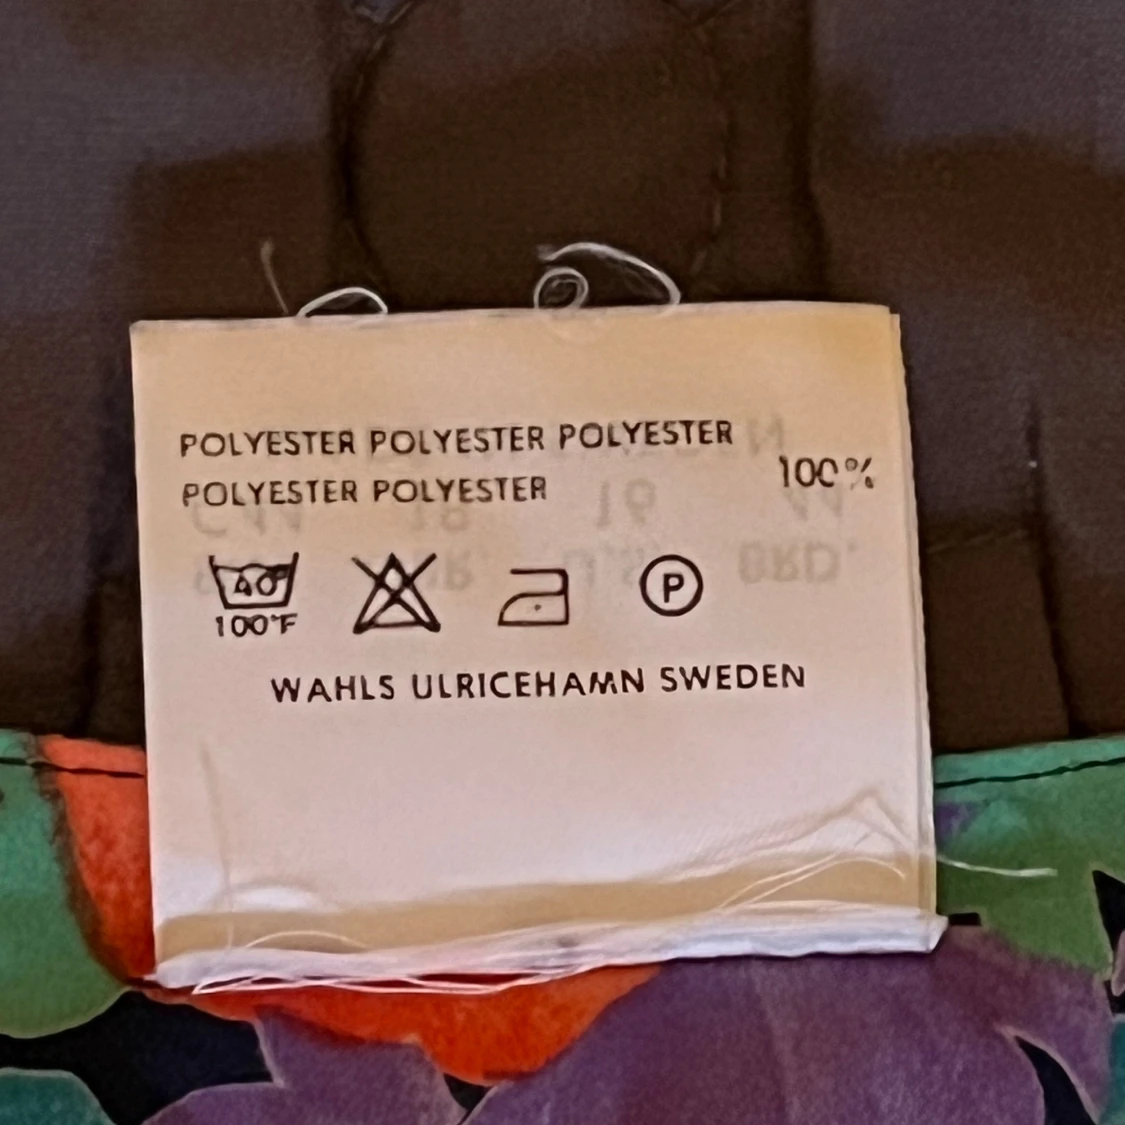 POLYESTER POLYESTER POLYESTER
POLYESTER POLYESTER 100%
40°
100°F
P
WAHLS ULRICEHAMN SWEDEN